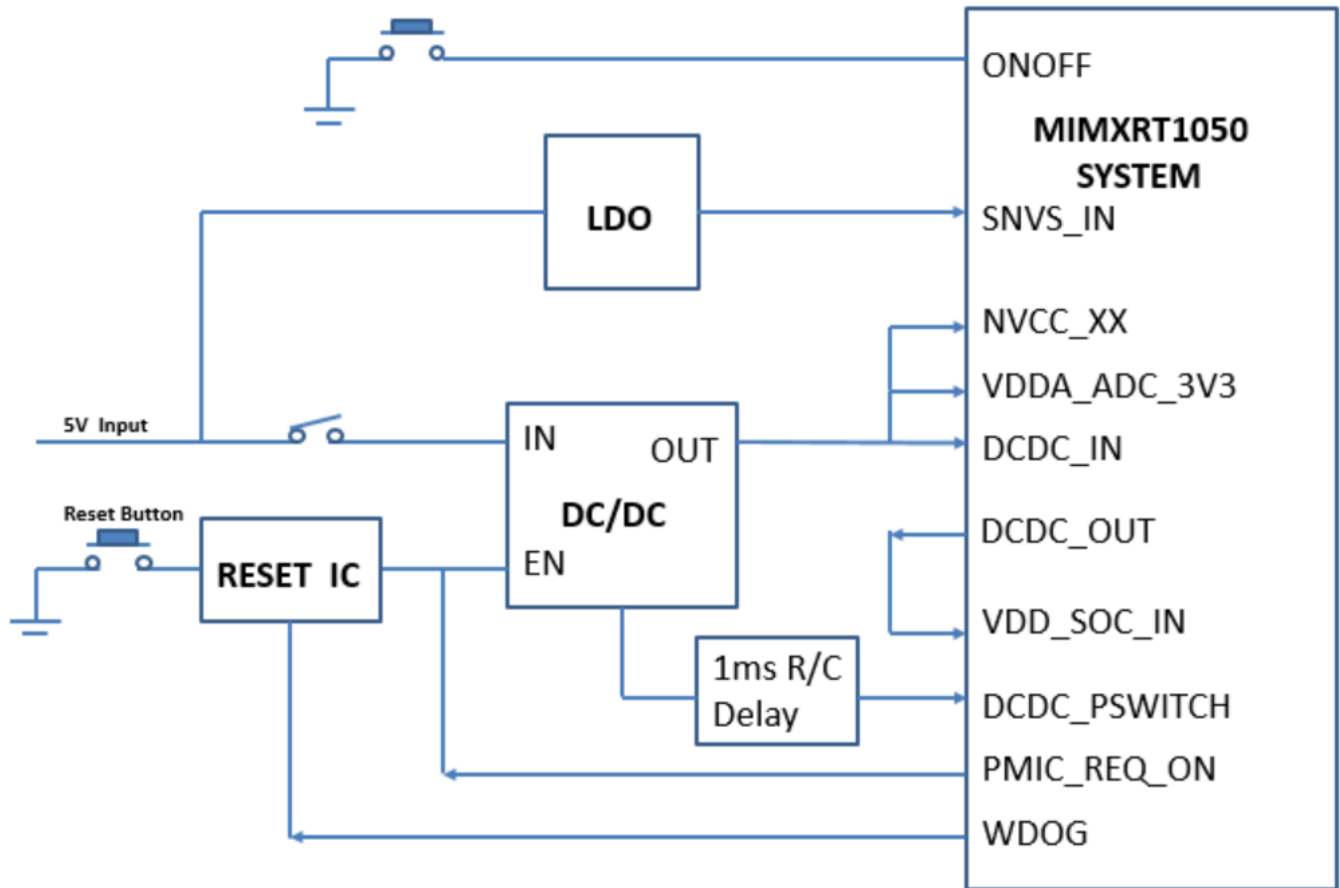 ONOFF
MIMXRT1050
SYSTEM
LDO
SNVS_IN
NVCC_XX
VDDA_ADC_3V3
5V Input
IN
OUT
DCDC_IN
Reset Button
DC/DC
DCDC_OUT
RESET IC
EN
VDD_SOC_IN
1ms R/C
Delay
DCDC_PSWITCH
PMIC_REQ_ON
WDOG